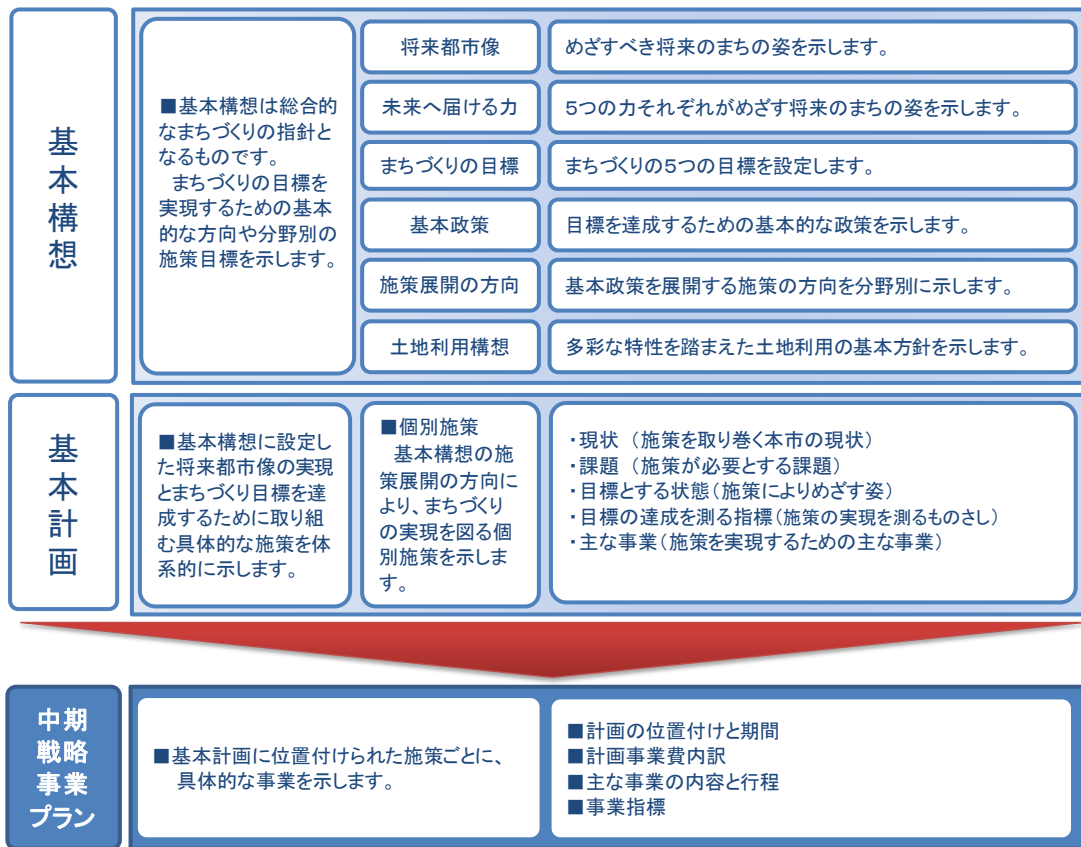 基本構想
■基本構想は総合的
なまちづくりの指針と
なるものです。
まちづくりの目標を
実現するための基本
的な方向や分野別の
施策目標を示します。
将来都市像
めざすべき将来のまちの姿を示します。
未来へ届ける力
5つの力それぞれがめざす将来のまちの姿を示します。
まちづくりの目標
まちづくりの5つの目標を設定します。
基本政策
目標を達成するための基本的な政策を示します。
施策展開の方向
基本政策を展開する施策の方向を分野別に示します。
土地利用構想
多彩な特性を踏まえた土地利用の基本方針を示します。
基本計画
■基本構想に設定し
た将来都市像の実現
とまちづくり目標を達
成するために取り組
む具体的な施策を体
系的に示します。
■個別施策
基本構想の施
策展開の方向に
より、まちづくり
の実現を図る個
別施策を示しま
す。
・現状 (施策を取り巻く本市の現状)
・課題 (施策が必要とする課題)
・目標とする状態(施策によりめざす姿)
・目標の達成を測る指標(施策の実現を測るものさし)
・主な事業(施策を実現するための主な事業)
中期
戦略
事業
プラン
■基本計画に位置付けられた施策ごとに、
具体的な事業を示します。
■計画の位置付けと期間
■計画事業費内訳
■主な事業の内容と行程
■事業指標